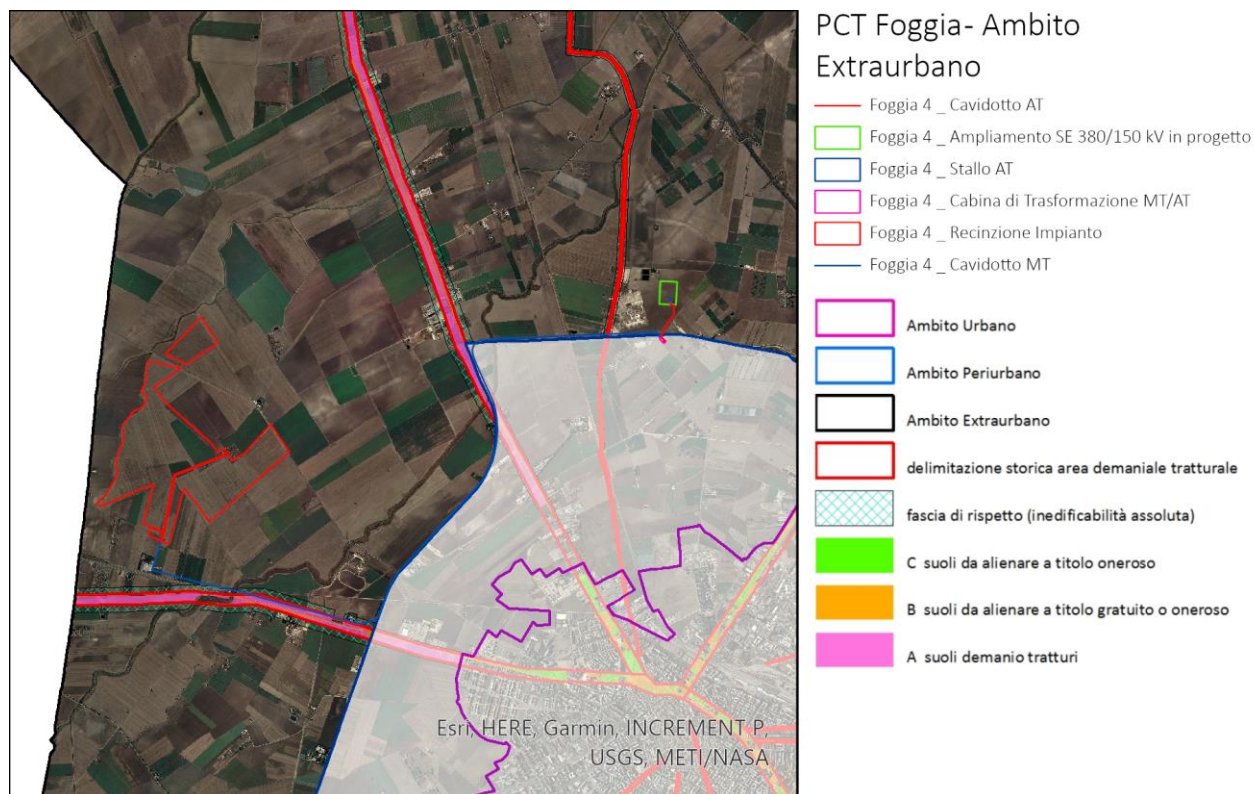 PCT Foggia- Ambito
Extraurbano
Foggia 4 _ Cavidotto AT
Foggia 4 _ Ampliamento SE 380/150 kV in progetto
Foggia 4 _ Stallo AT
Foggia 4 _ Cabina di Trasformazione MT/AT
Foggia 4 _ Recinzione Impianto
Foggia 4 _ Cavidotto MT
Ambito Urbano
Ambito Periurbano
Ambito Extraurbano
delimitazione storica area demaniale tratturale
fascia di rispetto (inedificabilità assoluta)
C suoli da alienare a titolo oneroso
B suoli da alienare a titolo gratuito o oneroso
A suoli demanio tratturi
Esri, HERE, Garmin, INCREMENT P,
USGS, METI/NASA